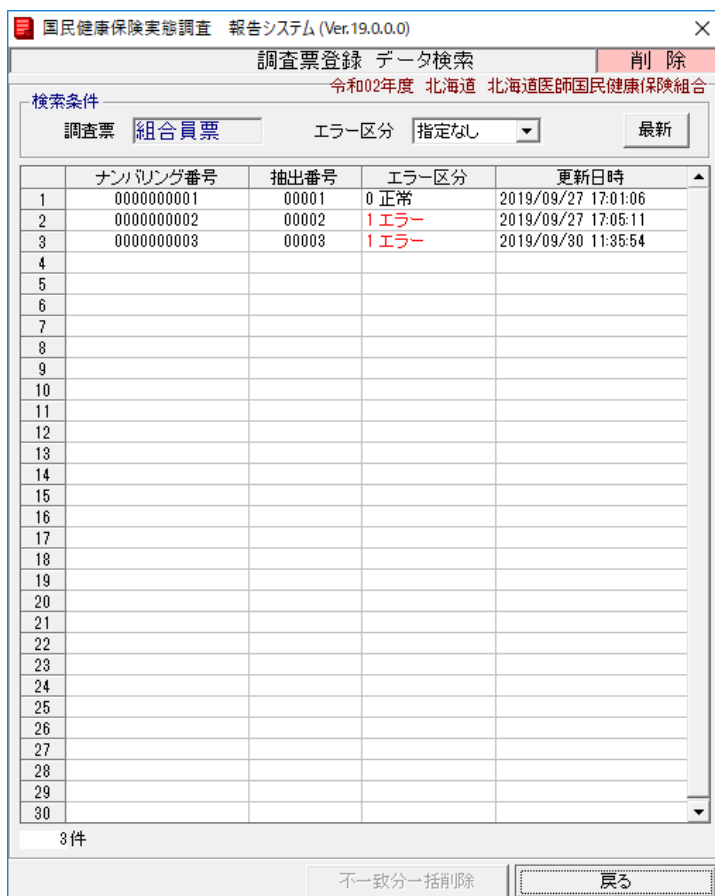 国民健康保険実態調査 報告システム (Ver.19.0.0.0)
調査票登録 データ検索 削 除
令和02年度 北海道 北海道医師国民健康保険組合
検索条件
調査票 組合員票 エラー区分 指定なし 最新
ナンバリング番号 抽出番号 エラー区分 更新日時
1 0000000001 00001 0 正常 2019/09/27 17:01:06
2 0000000002 00002 1 エラー 2019/09/27 17:05:11
3 0000000003 00003 1 エラー 2019/09/30 11:35:54
4
5
6
7
8
9
10
11
12
13
14
15
16
17
18
19
20
21
22
23
24
25
26
27
28
29
30
3件
不一致分一括削除 戻る